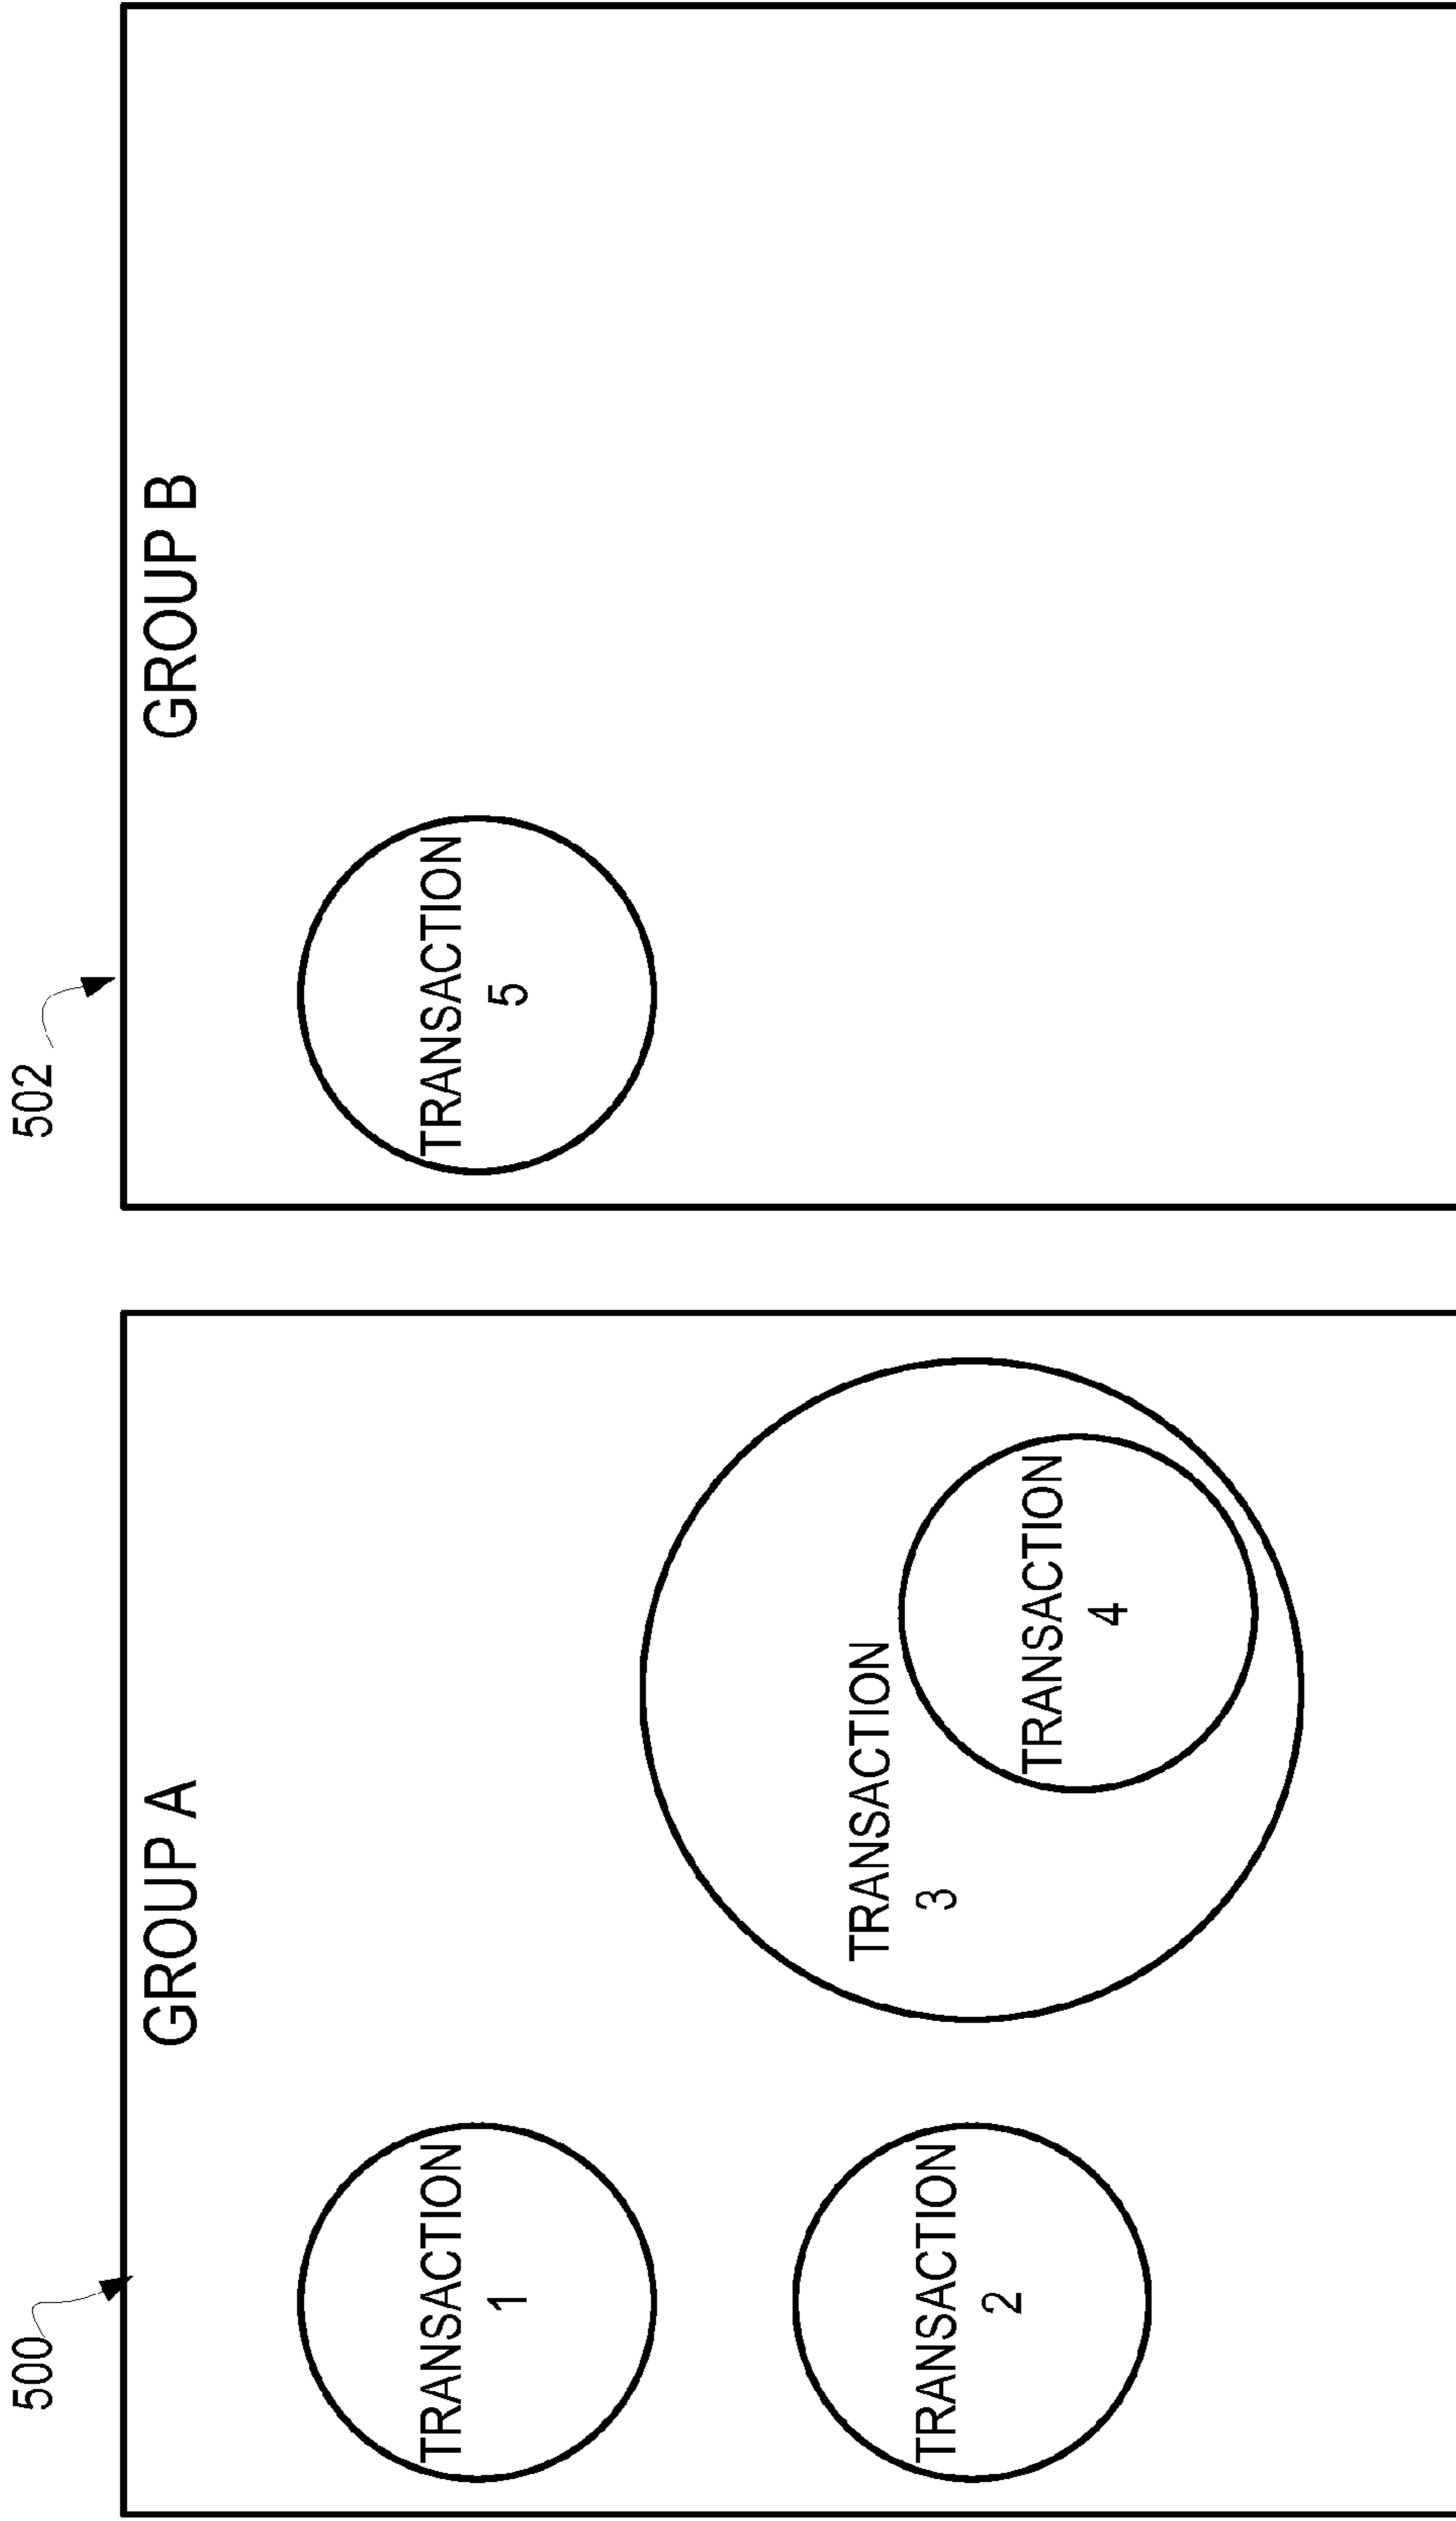 500
GROUP A
TRANSACTION
1
TRANSACTION
2
TRANSACTION
3
TRANSACTION
4
502
GROUP B
TRANSACTION
5